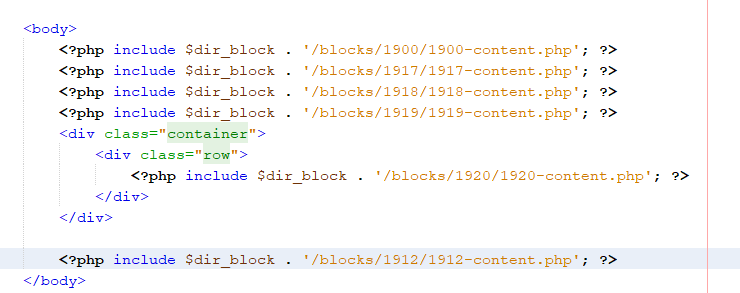 <body>
<?php include $dir_block . '/blocks/1900/1900-content.php'; ?>
<?php include $dir_block . '/blocks/1917/1917-content.php'; ?>
<?php include $dir_block . '/blocks/1918/1918-content.php'; ?>
<?php include $dir_block . '/blocks/1919/1919-content.php'; ?>
<div class="container">
<div class="row">
<?php include $dir_block . '/blocks/1920/1920-content.php'; ?>
</div>
</div>
<?php include $dir_block . '/blocks/1912/1912-content.php'; ?>
</body>